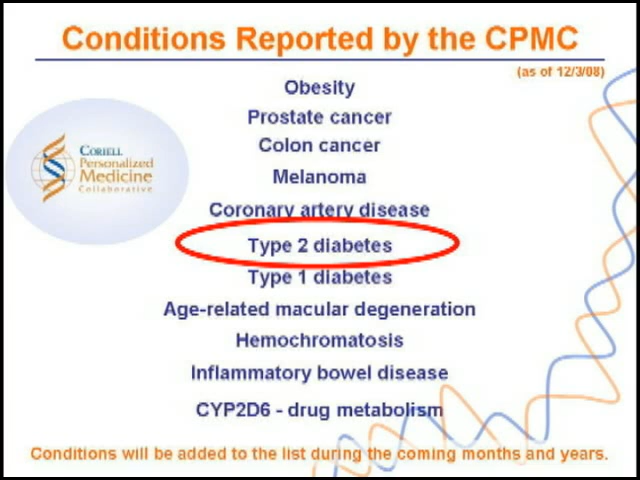 Conditions Reported by the CPMC
(as of 12/3/08)
Obesity
Prostate cancer
Colon cancer
Melanoma
Coronary artery disease
Type 2 diabetes
Type 1 diabetes
Age-related macular degeneration
Hemochromatosis
Inflammatory bowel disease
CYP2D6 - drug metabolism
CORIELL
Personalized
Medicine
Collaborative
Conditions will be added to the list during the coming months and years.